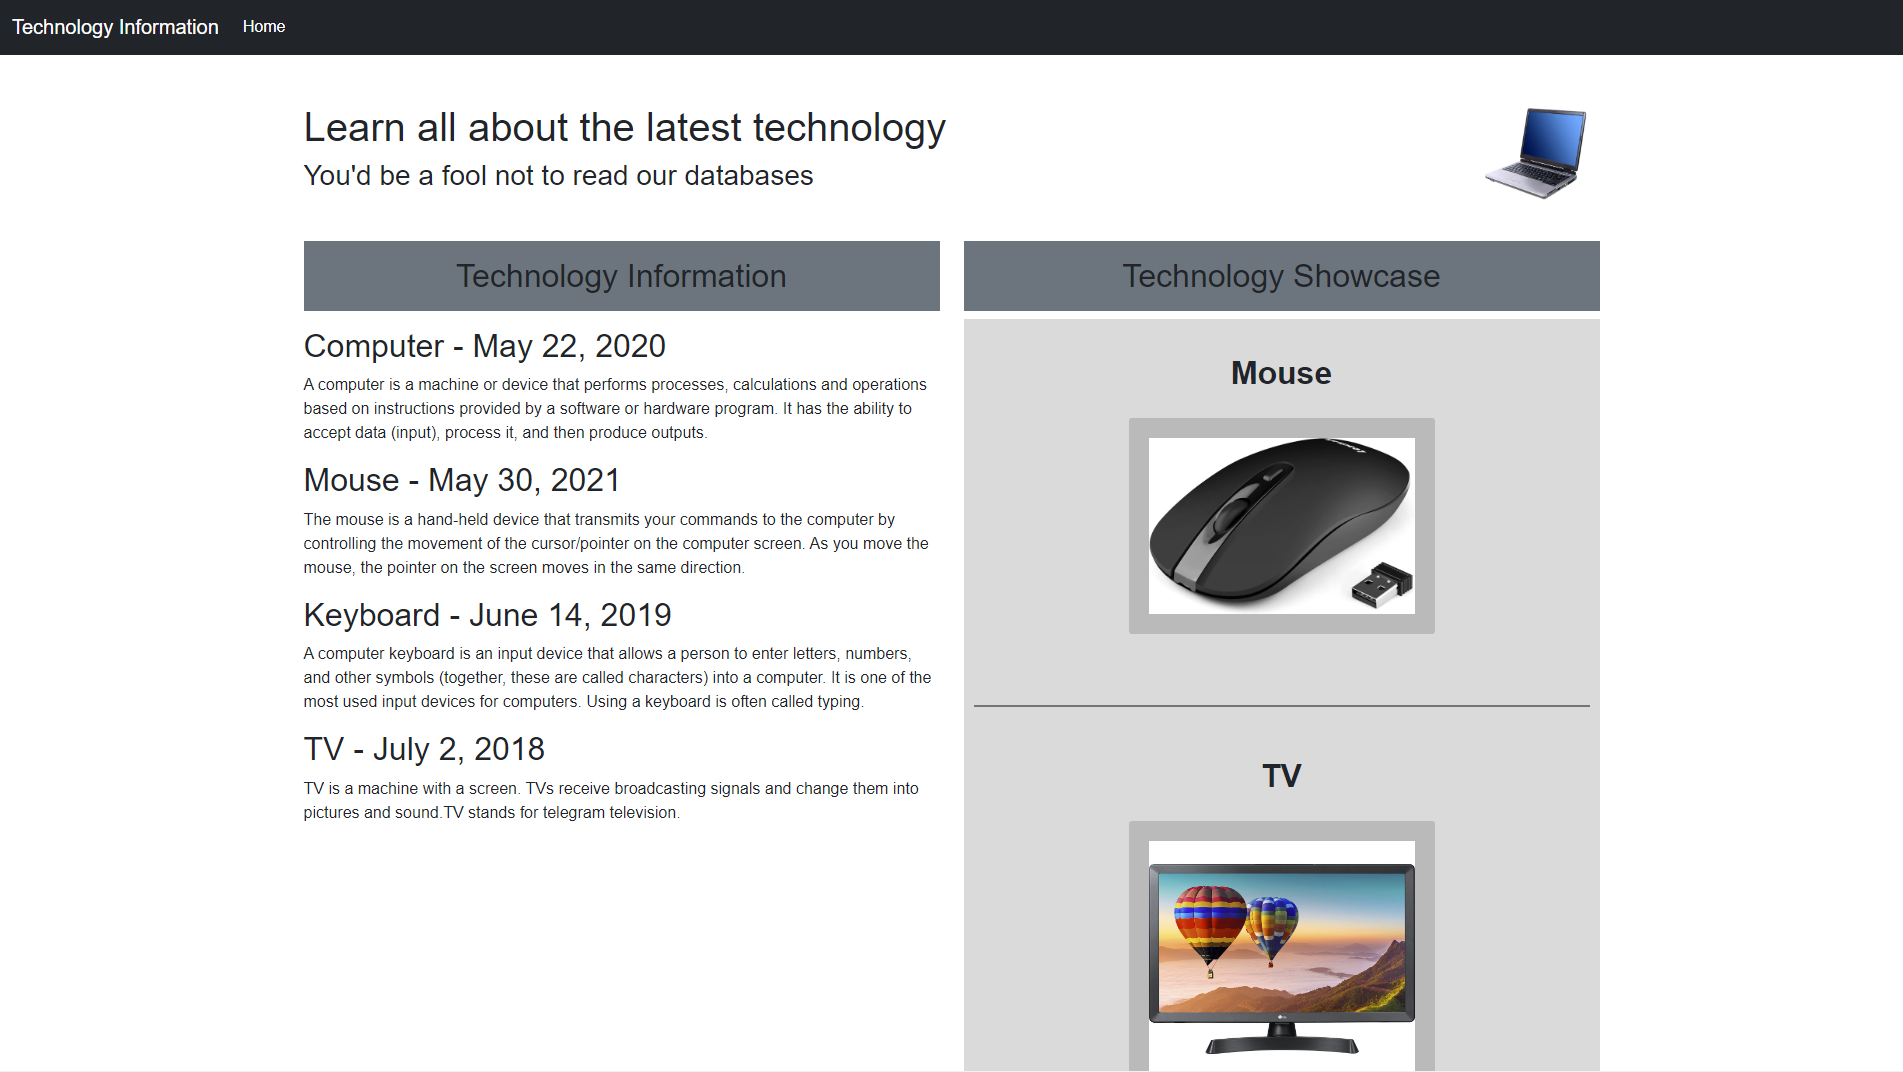 Technology Information Home
Learn all about the latest technology
You'd be a fool not to read our databases
Technology Information
Computer - May 22, 2020
A computer is a machine or device that performs processes, calculations and operations
based on instructions provided by a software or hardware program. It has the ability to
accept data (input), process it, and then produce outputs.
Mouse - May 30, 2021
The mouse is a hand-held device that transmits your commands to the computer by
controlling the movement of the cursor/pointer on the computer screen. As you move the
mouse, the pointer on the screen moves in the same direction.
Keyboard - June 14, 2019
A computer keyboard is an input device that allows a person to enter letters, numbers,
and other symbols (together, these are called characters) into a computer. It is one of the
most used input devices for computers. Using a keyboard is often called typing.
TV - July 2, 2018
TV is a machine with a screen. TVs receive broadcasting signals and change them into
pictures and sound.TV stands for telegram television.
Technology Showcase
Mouse
TV